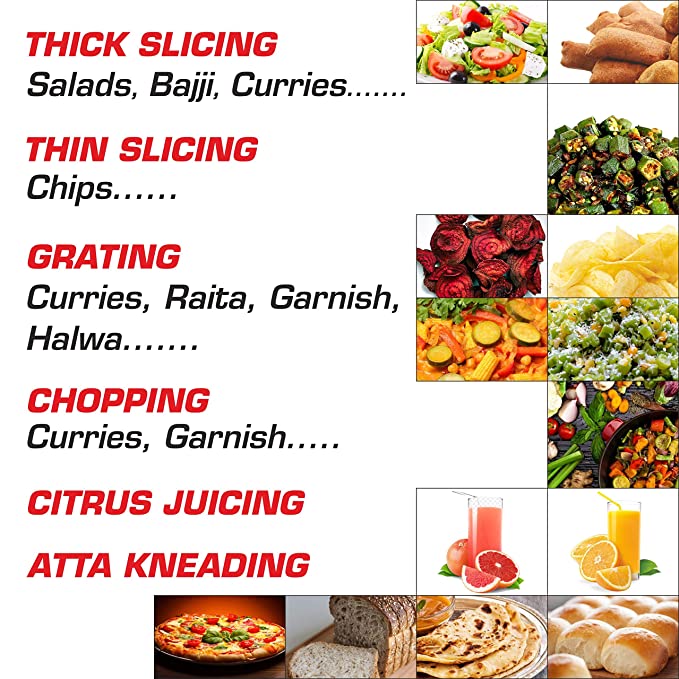 THICK SLICING
Salads, Bajji, Curries.......
THIN SLICING
Chips......
GRATING
Curries, Raita, Garnish,
Halwa.......
CHOPPING
Curries, Garnish.....
CITRUS JUICING
ATTA KNEADING